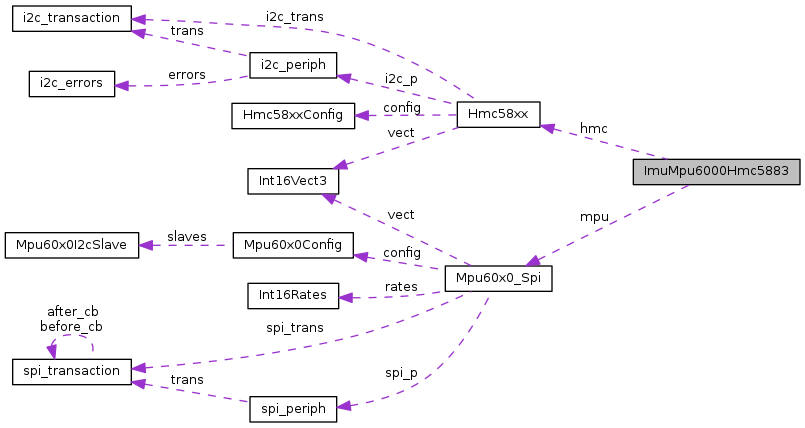 i2c_transaction
i2c_trans
trans
i2c_periph
i2c_errors
errors
i2c_p
Hmc58xxConfig
config
Hmc58xx
hmc
vect
ImuMpu6000Hmc5883
Int16Vect3
vect
mpu
Mpu60x0I2cSlave
slaves
Mpu60x0Config
config
Mpu60x0_Spi
Int16Rates
rates
after_cb
before_cb
spi_trans
spi_transaction
trans
spi_p
spi_periph